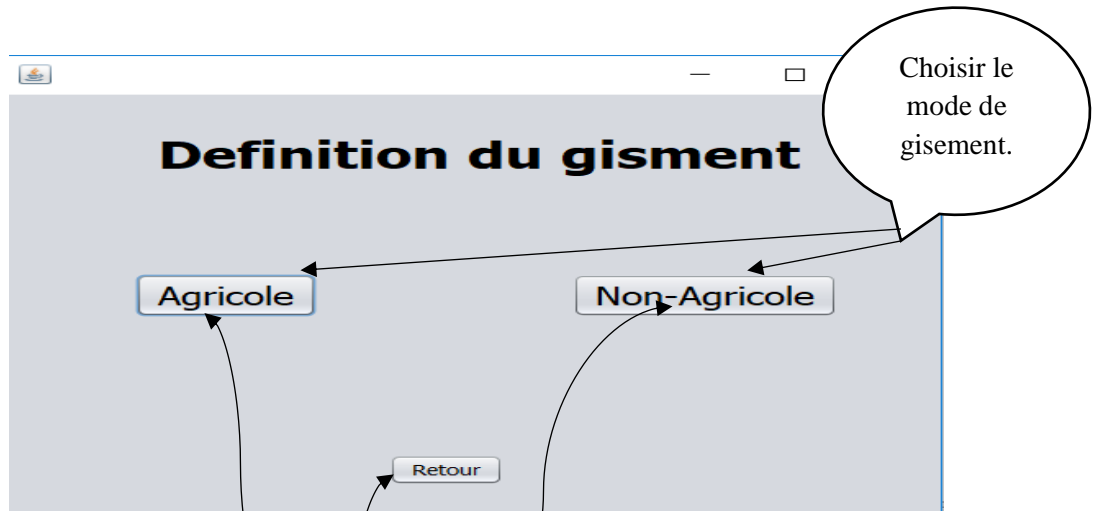 Choisir le
mode de
gisement.
Definition du gisment
Agricole
Non-Agricole
Retour